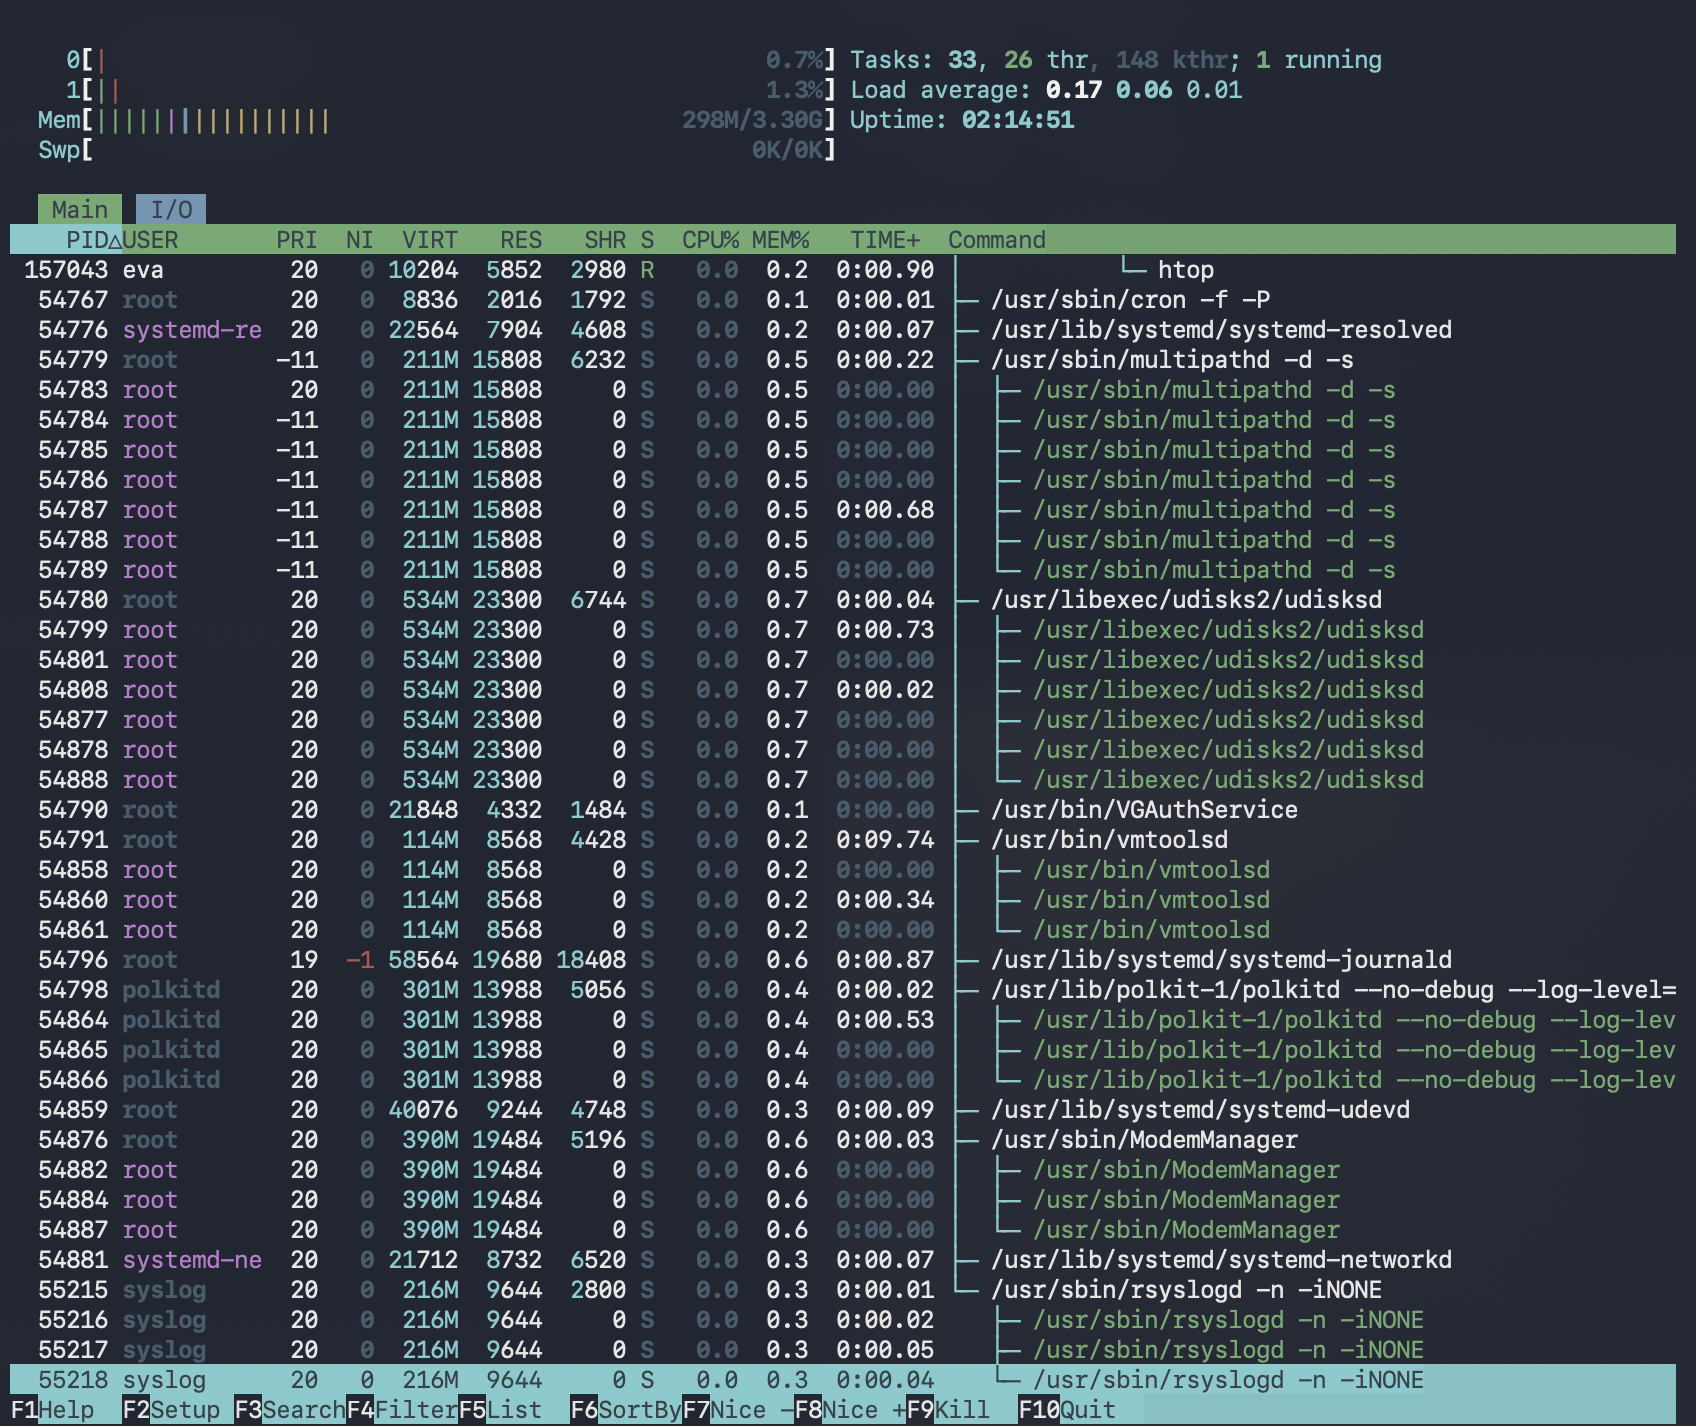 0[| 0.7%] Tasks: 33, 26 thr, 148 kthr; 1 running
1[|| 1.3%] Load average: 0.17 0.06 0.01
Mem[||||||||||||||||| 298M/3.30G] Uptime: 02:14:51
Swp[ 0K/0K]
Main I/O
PID△USER PRI NI VIRT RES SHR S CPU% MEM% TIME+ Command
157043 eva 20 0 10204 5852 2980 R 0.0 0.2 0:00.90 │ └─ htop
54767 root 20 0 8836 2016 1792 S 0.0 0.1 0:00.01 ├─ /usr/sbin/cron -f -P
54776 systemd-re 20 0 22564 7904 4608 S 0.0 0.2 0:00.07 ├─ /usr/lib/systemd/systemd-resolved
54779 root -11 0 211M 15808 6232 S 0.0 0.5 0:00.22 ├─ /usr/sbin/multipathd -d -s
54783 root 20 0 211M 15808 0 S 0.0 0.5 0:00.00 │ ├─ /usr/sbin/multipathd -d -s
54784 root -11 0 211M 15808 0 S 0.0 0.5 0:00.00 │ ├─ /usr/sbin/multipathd -d -s
54785 root -11 0 211M 15808 0 S 0.0 0.5 0:00.00 │ ├─ /usr/sbin/multipathd -d -s
54786 root -11 0 211M 15808 0 S 0.0 0.5 0:00.00 │ ├─ /usr/sbin/multipathd -d -s
54787 root -11 0 211M 15808 0 S 0.0 0.5 0:00.68 │ ├─ /usr/sbin/multipathd -d -s
54788 root -11 0 211M 15808 0 S 0.0 0.5 0:00.00 │ ├─ /usr/sbin/multipathd -d -s
54789 root -11 0 211M 15808 0 S 0.0 0.5 0:00.00 │ └─ /usr/sbin/multipathd -d -s
54780 root 20 0 534M 23300 6744 S 0.0 0.7 0:00.04 ├─ /usr/libexec/udisks2/udisksd
54799 root 20 0 534M 23300 0 S 0.0 0.7 0:00.73 │ ├─ /usr/libexec/udisks2/udisksd
54801 root 20 0 534M 23300 0 S 0.0 0.7 0:00.00 │ ├─ /usr/libexec/udisks2/udisksd
54808 root 20 0 534M 23300 0 S 0.0 0.7 0:00.02 │ ├─ /usr/libexec/udisks2/udisksd
54877 root 20 0 534M 23300 0 S 0.0 0.7 0:00.00 │ ├─ /usr/libexec/udisks2/udisksd
54878 root 20 0 534M 23300 0 S 0.0 0.7 0:00.00 │ ├─ /usr/libexec/udisks2/udisksd
54888 root 20 0 534M 23300 0 S 0.0 0.7 0:00.00 │ └─ /usr/libexec/udisks2/udisksd
54790 root 20 0 21848 4332 1484 S 0.0 0.1 0:00.00 ├─ /usr/bin/VGAuthService
54791 root 20 0 114M 8568 4428 S 0.0 0.2 0:09.74 ├─ /usr/bin/vmtoolsd
54858 root 20 0 114M 8568 0 S 0.0 0.2 0:00.00 │ ├─ /usr/bin/vmtoolsd
54860 root 20 0 114M 8568 0 S 0.0 0.2 0:00.34 │ ├─ /usr/bin/vmtoolsd
54861 root 20 0 114M 8568 0 S 0.0 0.2 0:00.00 │ └─ /usr/bin/vmtoolsd
54796 root 19 -1 58564 19680 18408 S 0.0 0.6 0:00.87 ├─ /usr/lib/systemd/systemd-journald
54798 polkitd 20 0 301M 13988 5056 S 0.0 0.4 0:00.02 ├─ /usr/lib/polkit-1/polkitd --no-debug --log-level=
54864 polkitd 20 0 301M 13988 0 S 0.0 0.4 0:00.53 │ ├─ /usr/lib/polkit-1/polkitd --no-debug --log-lev
54865 polkitd 20 0 301M 13988 0 S 0.0 0.4 0:00.00 │ ├─ /usr/lib/polkit-1/polkitd --no-debug --log-lev
54866 polkitd 20 0 301M 13988 0 S 0.0 0.4 0:00.00 │ └─ /usr/lib/polkit-1/polkitd --no-debug --log-lev
54859 root 20 0 40076 9244 4748 S 0.0 0.3 0:00.09 ├─ /usr/lib/systemd/systemd-udevd
54876 root 20 0 390M 19484 5196 S 0.0 0.6 0:00.03 ├─ /usr/sbin/ModemManager
54882 root 20 0 390M 19484 0 S 0.0 0.6 0:00.00 │ ├─ /usr/sbin/ModemManager
54884 root 20 0 390M 19484 0 S 0.0 0.6 0:00.00 │ ├─ /usr/sbin/ModemManager
54887 root 20 0 390M 19484 0 S 0.0 0.6 0:00.00 │ └─ /usr/sbin/ModemManager
54881 systemd-ne 20 0 21712 8732 6520 S 0.0 0.3 0:00.07 ├─ /usr/lib/systemd/systemd-networkd
55215 syslog 20 0 216M 9644 2800 S 0.0 0.3 0:00.01 └─ /usr/sbin/rsyslogd -n -iNONE
55216 syslog 20 0 216M 9644 0 S 0.0 0.3 0:00.02 ├─ /usr/sbin/rsyslogd -n -iNONE
55217 syslog 20 0 216M 9644 0 S 0.0 0.3 0:00.05 ├─ /usr/sbin/rsyslogd -n -iNONE
55218 syslog 20 0 216M 9644 0 S 0.0 0.3 0:00.04 └─ /usr/sbin/rsyslogd -n -iNONE
F1Help F2Setup F3SearchF4FilterF5List F6SortByF7Nice -F8Nice +F9Kill F10Quit